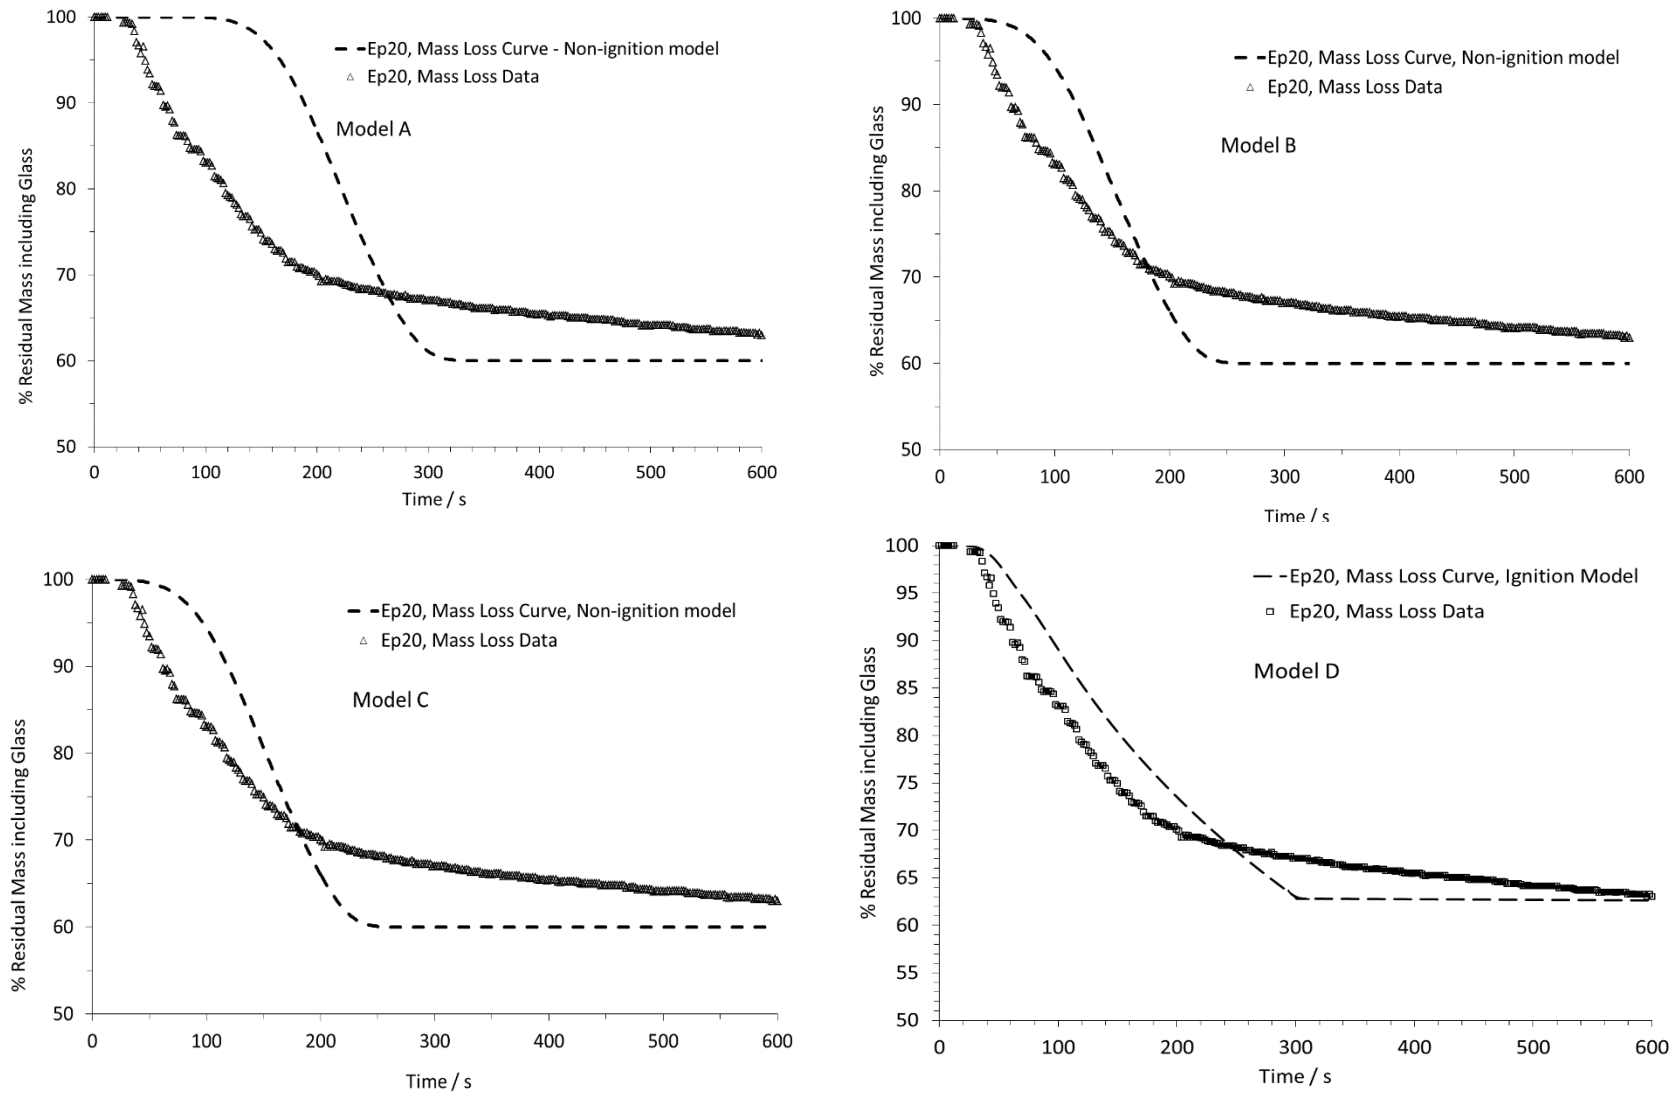 100
90
80
70
60
50
% Residual Mass including Glass
Ep20, Mass Loss Curve - Non-ignition model
Ep20, Mass Loss Data
Model A
0 100 200 300 400 500 600
Time / s
100
90
80
70
60
50
% Residual Mass including Glass
Ep20, Mass Loss Curve, Non-ignition model
Ep20, Mass Loss Data
Model B
0 100 200 300 400 500 600
Time / s
100
90
80
70
60
50
% Residual Mass including Glass
Ep20, Mass Loss Curve, Non-ignition model
Ep20, Mass Loss Data
Model C
0 100 200 300 400 500 600
Time / s
100
95
90
85
80
75
70
65
60
55
50
% Residual Mass including Glass
Ep20, Mass Loss Curve, Ignition Model
Ep20, Mass Loss Data
Model D
0 100 200 300 400 500 600
Time / s